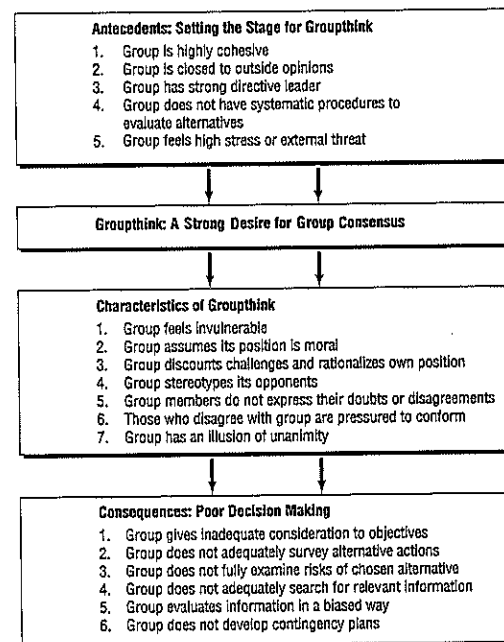 Antecedents: Setting the Stage for Groupthink
1. Group is highly cohesive
2. Group is closed to outside opinions
3. Group has strong directive leader
4. Group does not have systematic procedures to
evaluate alternatives
5. Group feels high stress or external threat
Groupthink: A Strong Desire for Group Consensus
Characteristics of Groupthink
1. Group feels invulnerable
2. Group assumes its position is moral
3. Group discounts challenges and rationalizes own position
4. Group stereotypes its opponents
5. Group members do not express their doubts or disagreements
6. Those who disagree with group are pressured to conform
7. Group has an illusion of unanimity
Consequences: Poor Decision Making
1. Group gives inadequate consideration to objectives
2. Group does not adequately survey alternative actions
3. Group does not fully examine risks of chosen alternative
4. Group does not adequately search for relevant information
5. Group evaluates information in a biased way
6. Group does not develop contingency plans